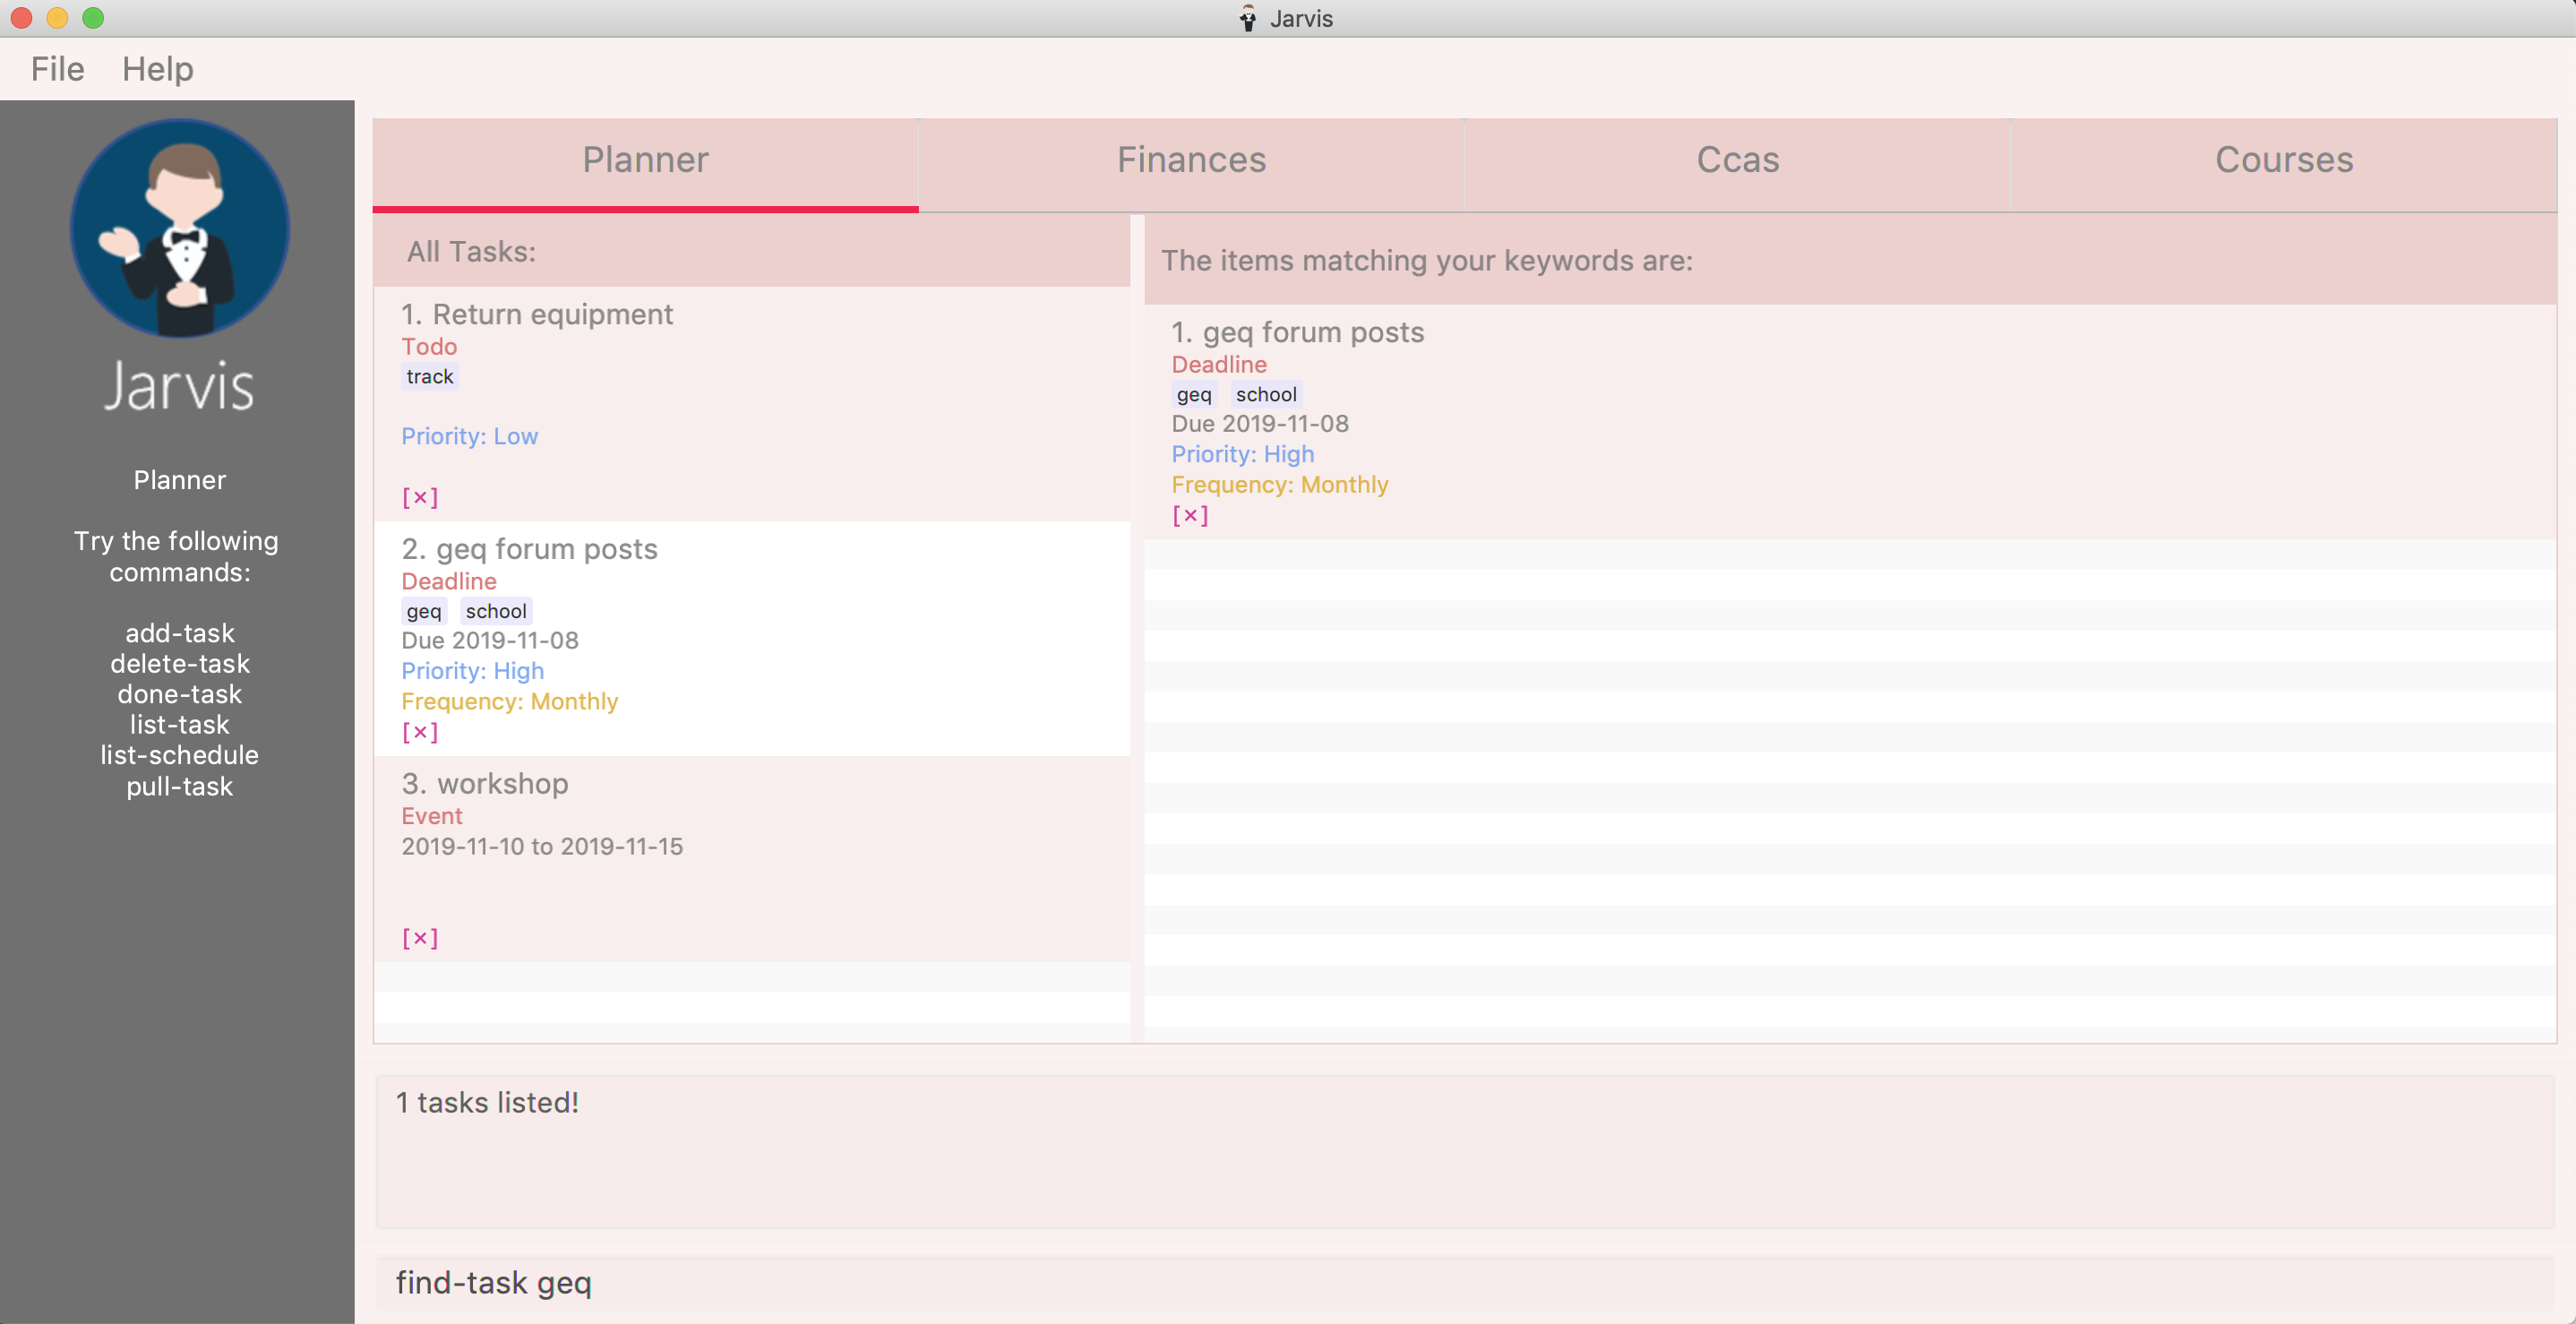 Jarvis
File Help
Jarvis
Planner
Try the following
commands:
add-task
delete-task
done-task
list-task
list-schedule
pull-task
Planner Finances Ccas Courses
All Tasks:
1. Return equipment
Todo
track
Priority: Low
[×]
2. geq forum posts
Deadline
geq school
Due 2019-11-08
Priority: High
Frequency: Monthly
[×]
3. workshop
Event
2019-11-10 to 2019-11-15
[×]
The items matching your keywords are:
1. geq forum posts
Deadline
geq school
Due 2019-11-08
Priority: High
Frequency: Monthly
[×]
1 tasks listed!
find-task geq